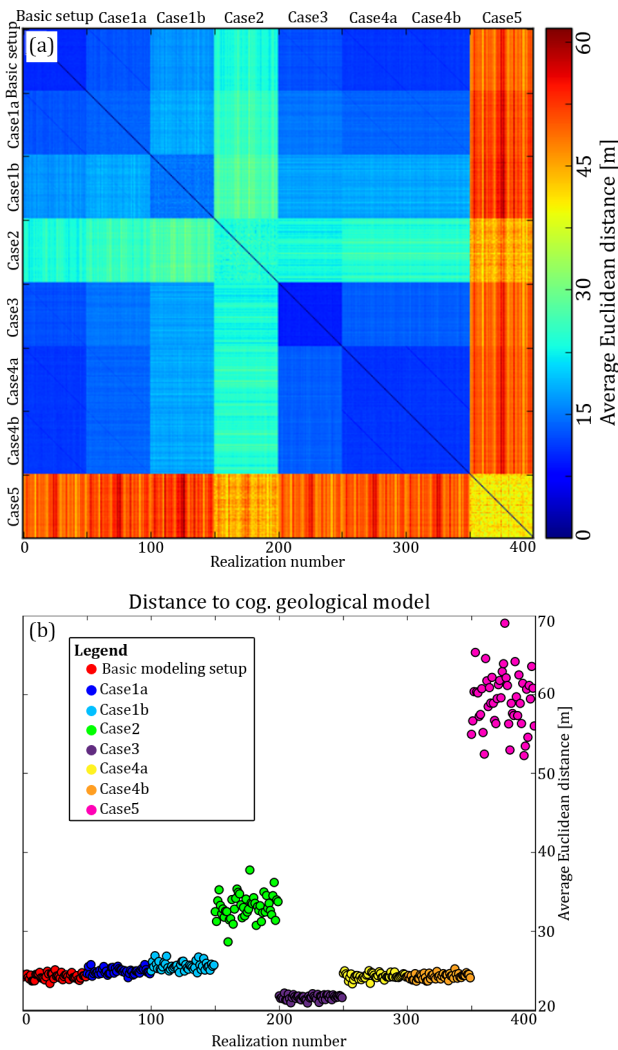 Basic setup Case1a Case1b Case2 Case3 Case4a Case4b Case5
(a)
Basic setup
Case1a
Case1b
Case2
Case3
Case4a
Case4b
Case5
0 100 200 300 400
Realization number
60
45
30
15
0
Average Euclidean distance [m]
Distance to cog. geological model
(b)
Legend
Basic modeling setup
Case1a
Case1b
Case2
Case3
Case4a
Case4b
Case5
70
60
50
40
30
20
Average Euclidean distance [m]
0 100 200 300 400
Realization number